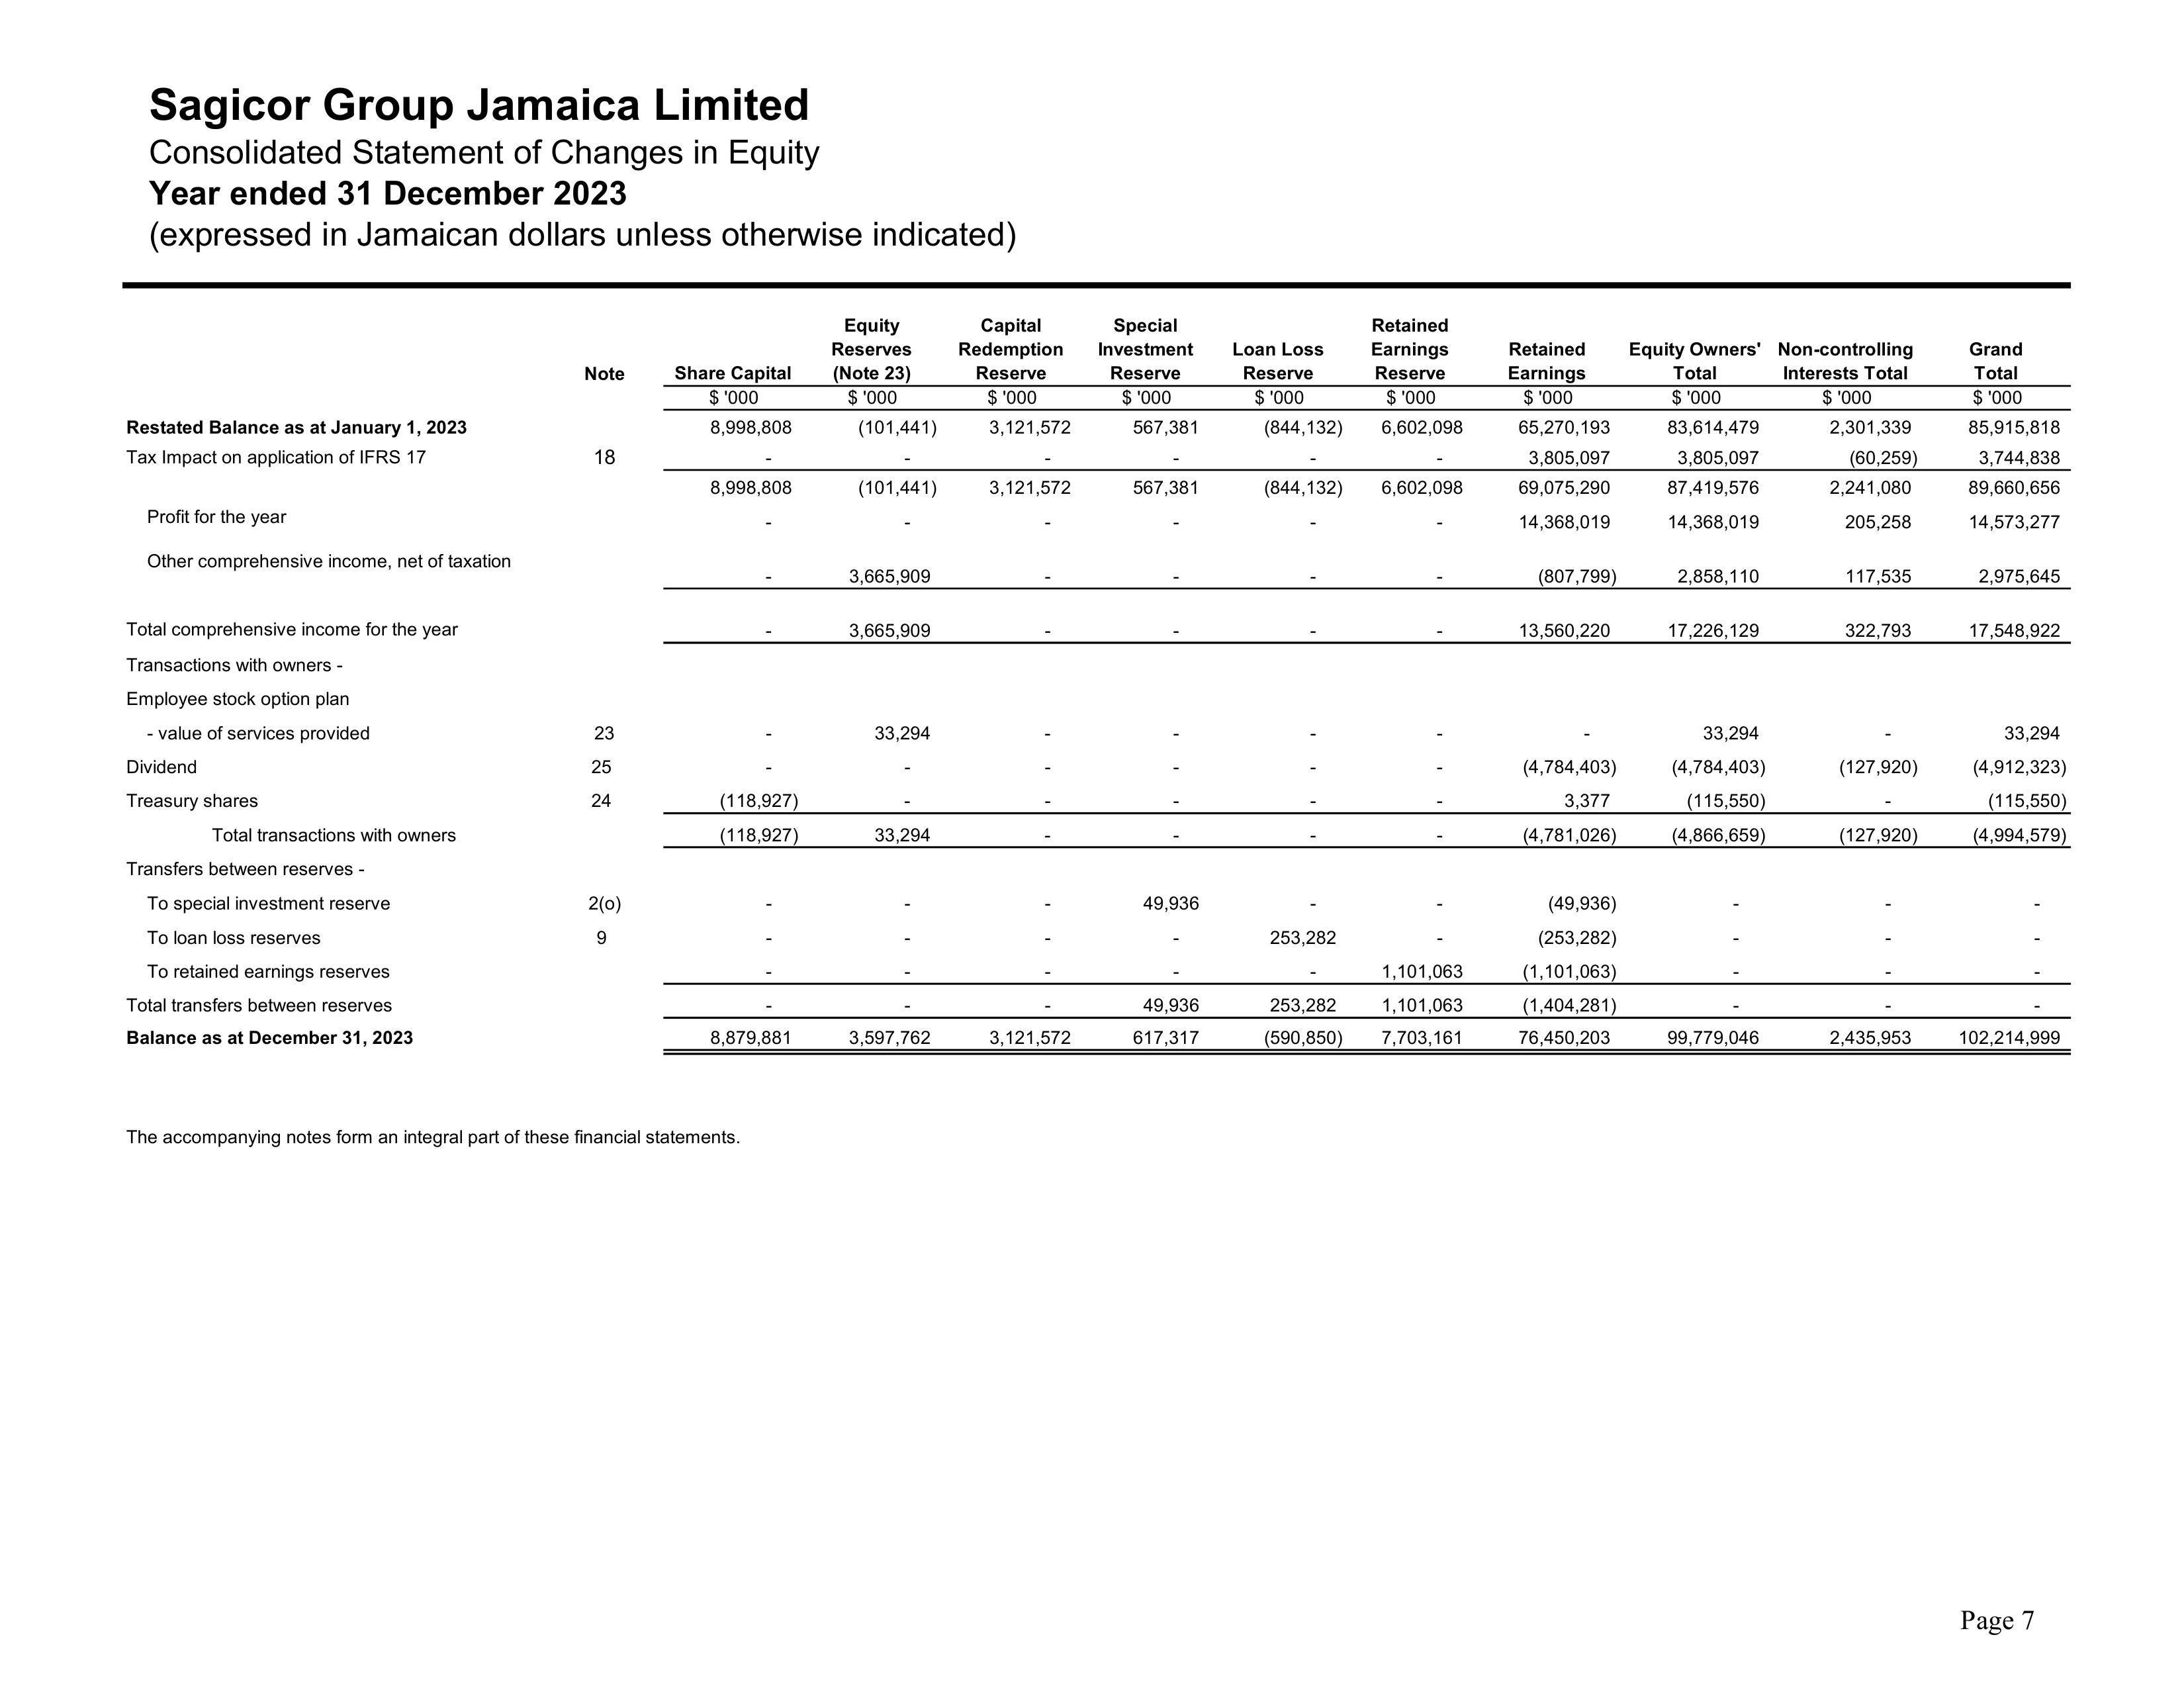 Sagicor Group Jamaica Limited
Consolidated Statement of Changes in Equity
Year ended 31 December 2023
(expressed in Jamaican dollars unless otherwise indicated)
Equity Capital Special Retained
Reserves Redemption Investment Loan Loss Earnings Retained Equity Owners' Non-controlling Grand
Note Share Capital (Note 23) Reserve Reserve Reserve Reserve Earnings Total Interests Total Total
$ '000 $ '000 $ '000 $ '000 $ '000 $ '000 $ '000 $ '000 $ '000 $ '000
Restated Balance as at January 1, 2023 8,998,808 (101,441) 3,121,572 567,381 (844,132) 6,602,098 65,270,193 83,614,479 2,301,339 85,915,818
Tax Impact on application of IFRS 17 18 - - - - - - 3,805,097 3,805,097 (60,259) 3,744,838
8,998,808 (101,441) 3,121,572 567,381 (844,132) 6,602,098 69,075,290 87,419,576 2,241,080 89,660,656
Profit for the year - - - - - - 14,368,019 14,368,019 205,258 14,573,277
Other comprehensive income, net of taxation - 3,665,909 - - - - (807,799) 2,858,110 117,535 2,975,645
Total comprehensive income for the year - 3,665,909 - - - - 13,560,220 17,226,129 322,793 17,548,922
Transactions with owners -
Employee stock option plan
- value of services provided 23 - 33,294 - - - - - 33,294 - 33,294
Dividend 25 - - - - - - (4,784,403) (4,784,403) (127,920) (4,912,323)
Treasury shares 24 (118,927) - - - - - 3,377 (115,550) - (115,550)
Total transactions with owners (118,927) 33,294 - - - - (4,781,026) (4,866,659) (127,920) (4,994,579)
Transfers between reserves -
To special investment reserve 2(o) - - - 49,936 - - (49,936) - - -
To loan loss reserves 9 - - - - 253,282 - (253,282) - - -
To retained earnings reserves - - - - - 1,101,063 (1,101,063) - - -
Total transfers between reserves - - - 49,936 253,282 1,101,063 (1,404,281) - - -
Balance as at December 31, 2023 8,879,881 3,597,762 3,121,572 617,317 (590,850) 7,703,161 76,450,203 99,779,046 2,435,953 102,214,999
The accompanying notes form an integral part of these financial statements.
Page 7